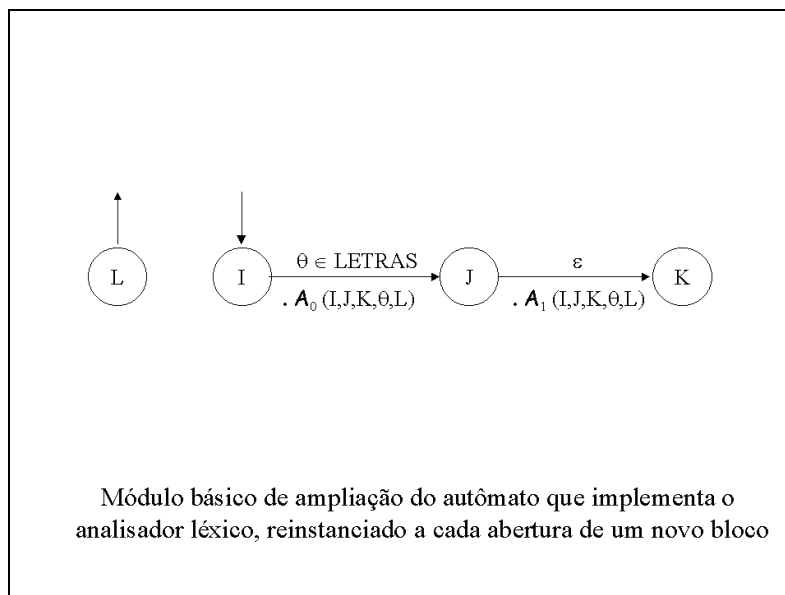 θ ∈ LETRAS
ε
L
I
J
K
. A₀ (I,J,K,θ,L)
. A₁ (I,J,K,θ,L)
Módulo básico de ampliação do autômato que implementa o
analisador léxico, reinstanciado a cada abertura de um novo bloco